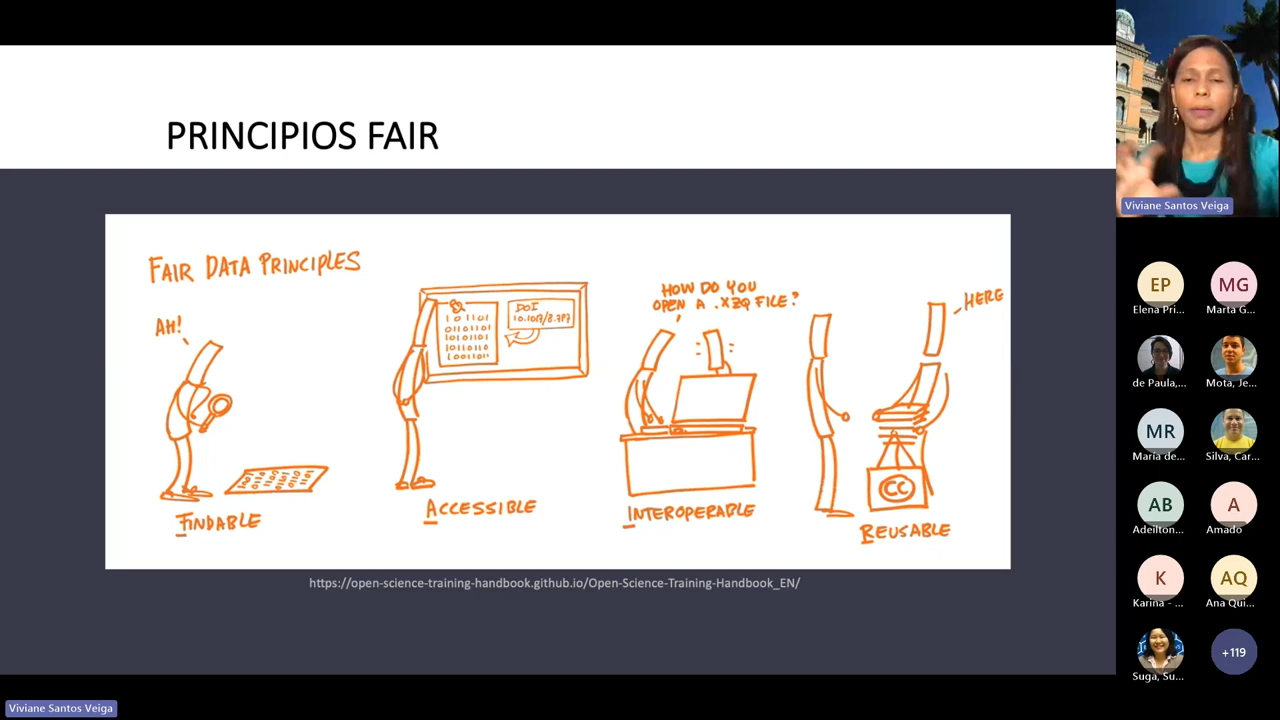 PRINCIPIOS FAIR
FAIR DATA PRINCIPLES
AH!
FINDABLE
DOI
ACCESSIBLE
HOW DO YOU
OPEN A .XZQ FILE?
INTEROPERABLE
HERE
CC
REUSABLE
https://open-science-training-handbook.github.io/Open-Science-Training-Handbook_EN/
Viviane Santos Veiga
EP
Elena Pri...
MG
Marta G...
de Paula,...
Mota, Je...
MR
Maria de...
Silva, Car...
AB
Adeilton...
A
Amado
K
Karina - ...
AQ
Ana Qui...
Suga, Su...
+119
Viviane Santos Veiga